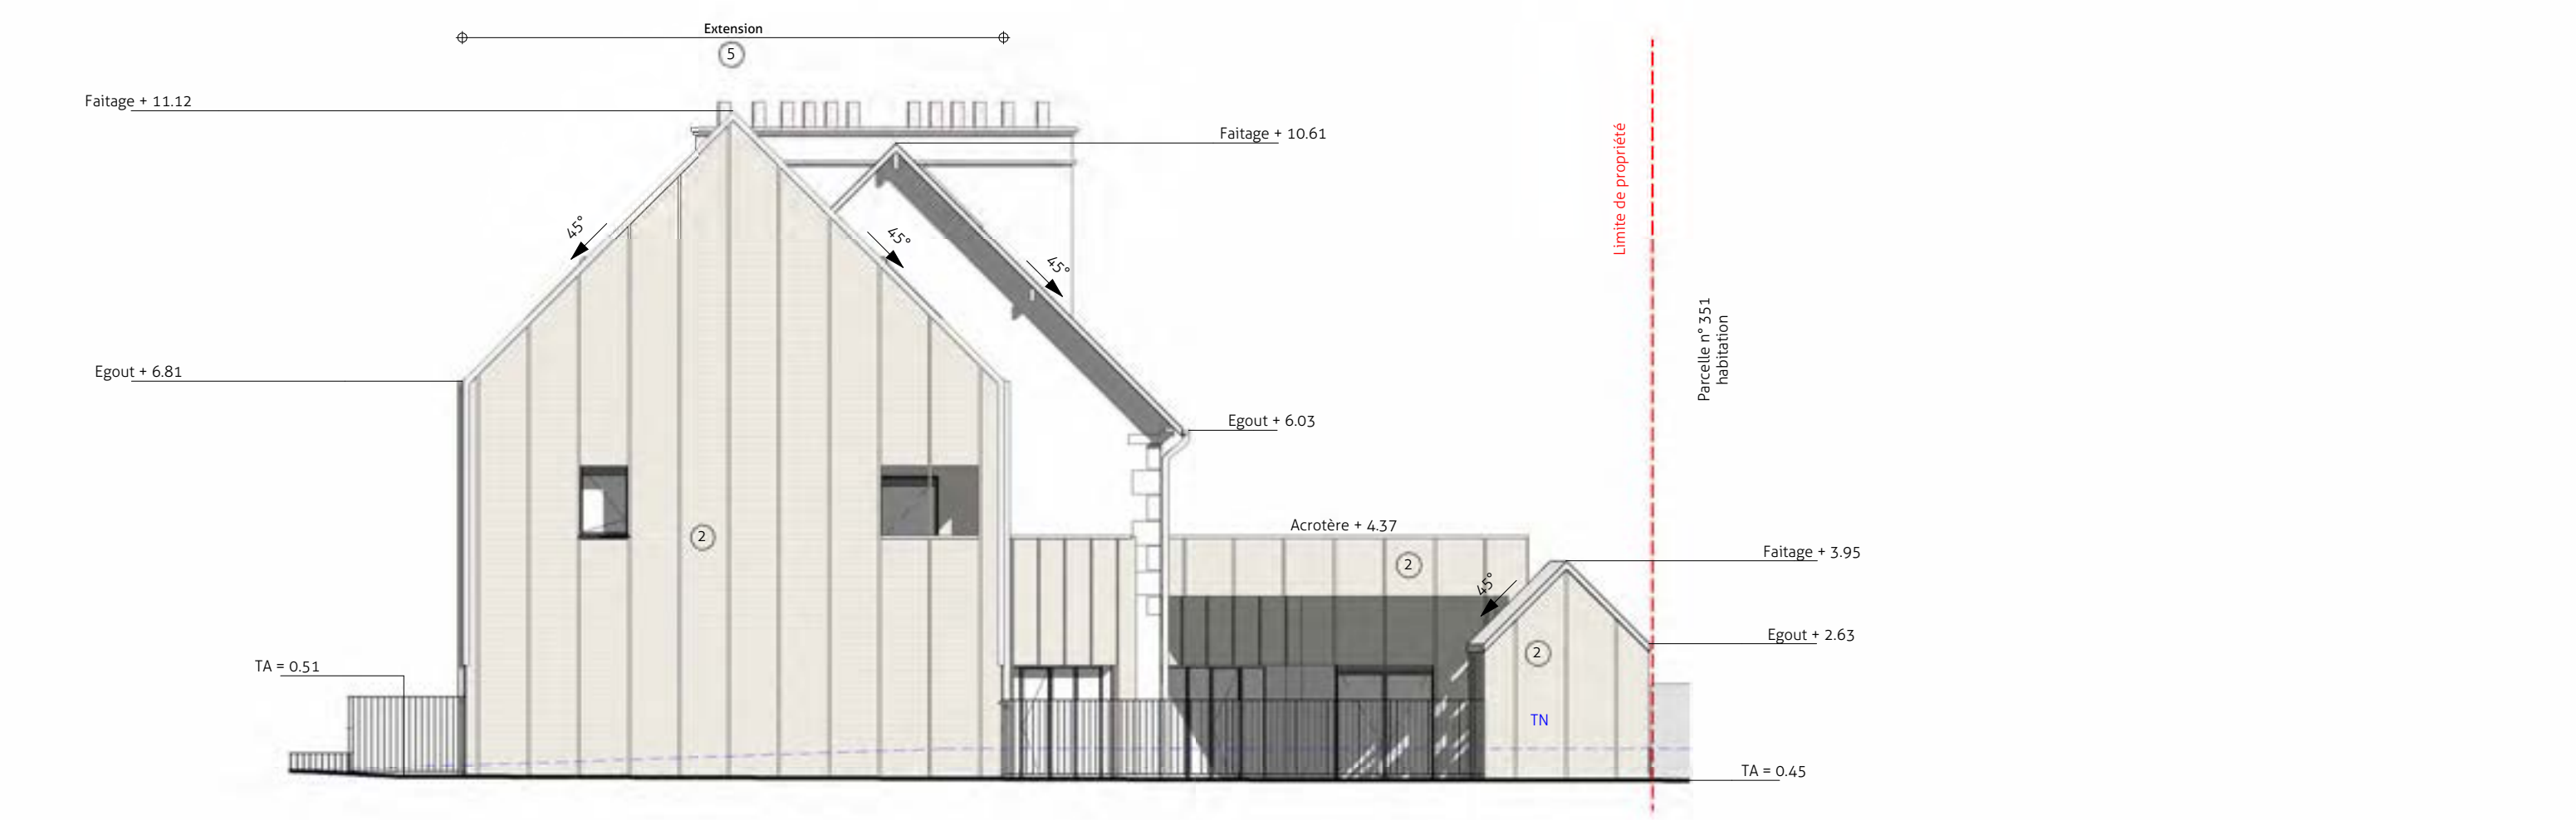 Extension
5
Faitage + 11.12
Faitage + 10.61
Limite de propriété
45°
45°
45°
Parcelle n° 351
habitation
Egout + 6.81
Egout + 6.03
Acrotère + 4.37
2
2
Faitage + 3.95
45°
Egout + 2.63
2
TA = 0.51
TN
TA = 0.45